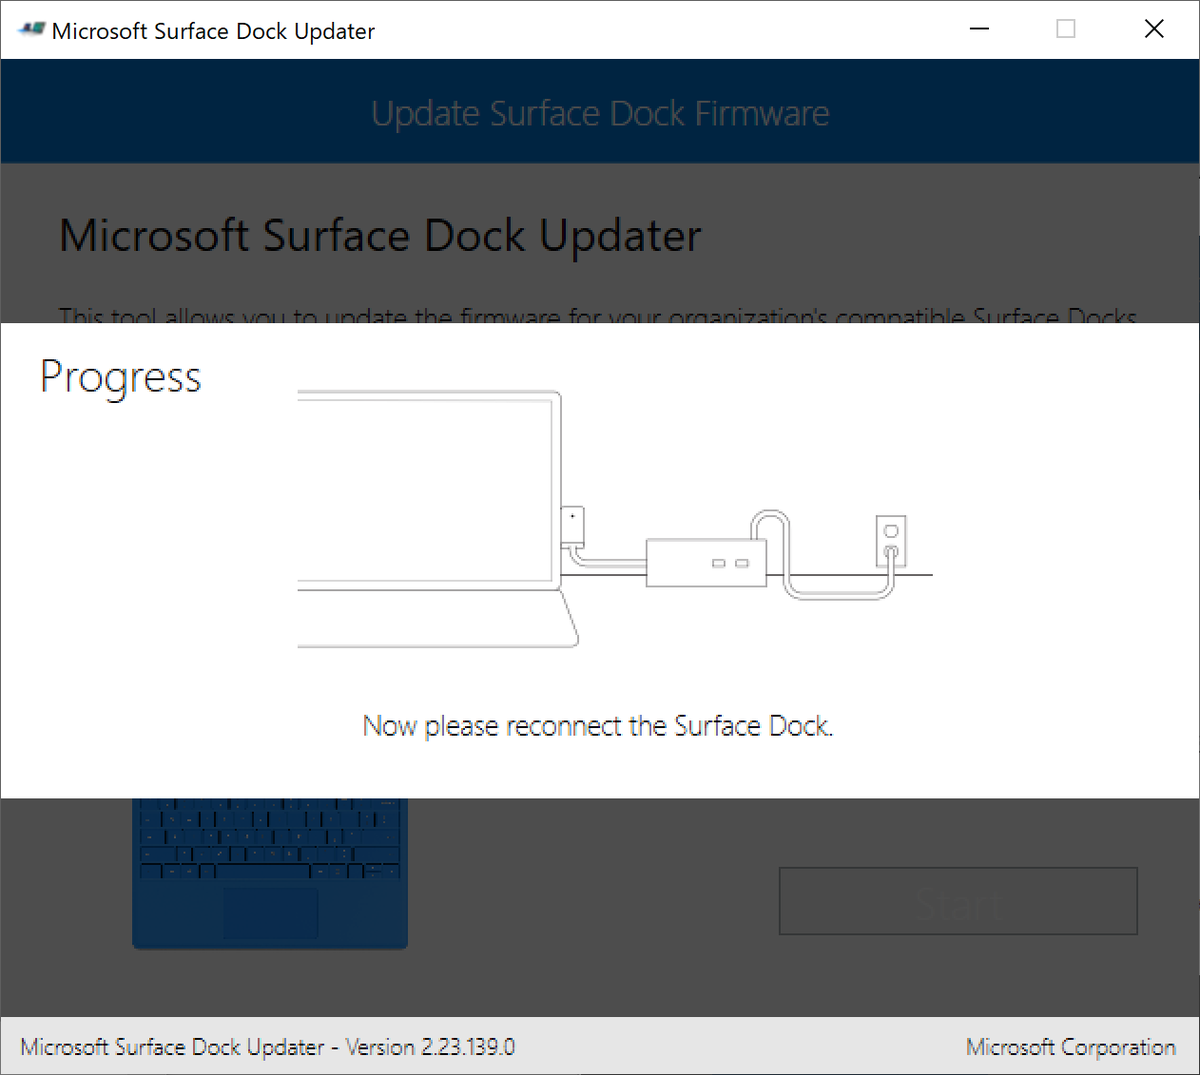 Microsoft Surface Dock Updater
Update Surface Dock Firmware
Microsoft Surface Dock Updater
This tool allows you to update the firmware for your organization's compatible Surface Docks
Progress
Now please reconnect the Surface Dock.
Start
Microsoft Surface Dock Updater - Version 2.23.139.0
Microsoft Corporation